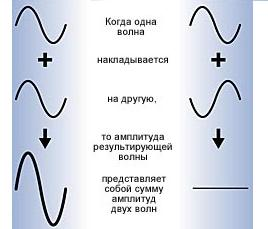 Когда одна
волна
накладывается
на другую,
то амплитуда
результирующей
волны
представляет
собой сумму
амплитуд
двух волн